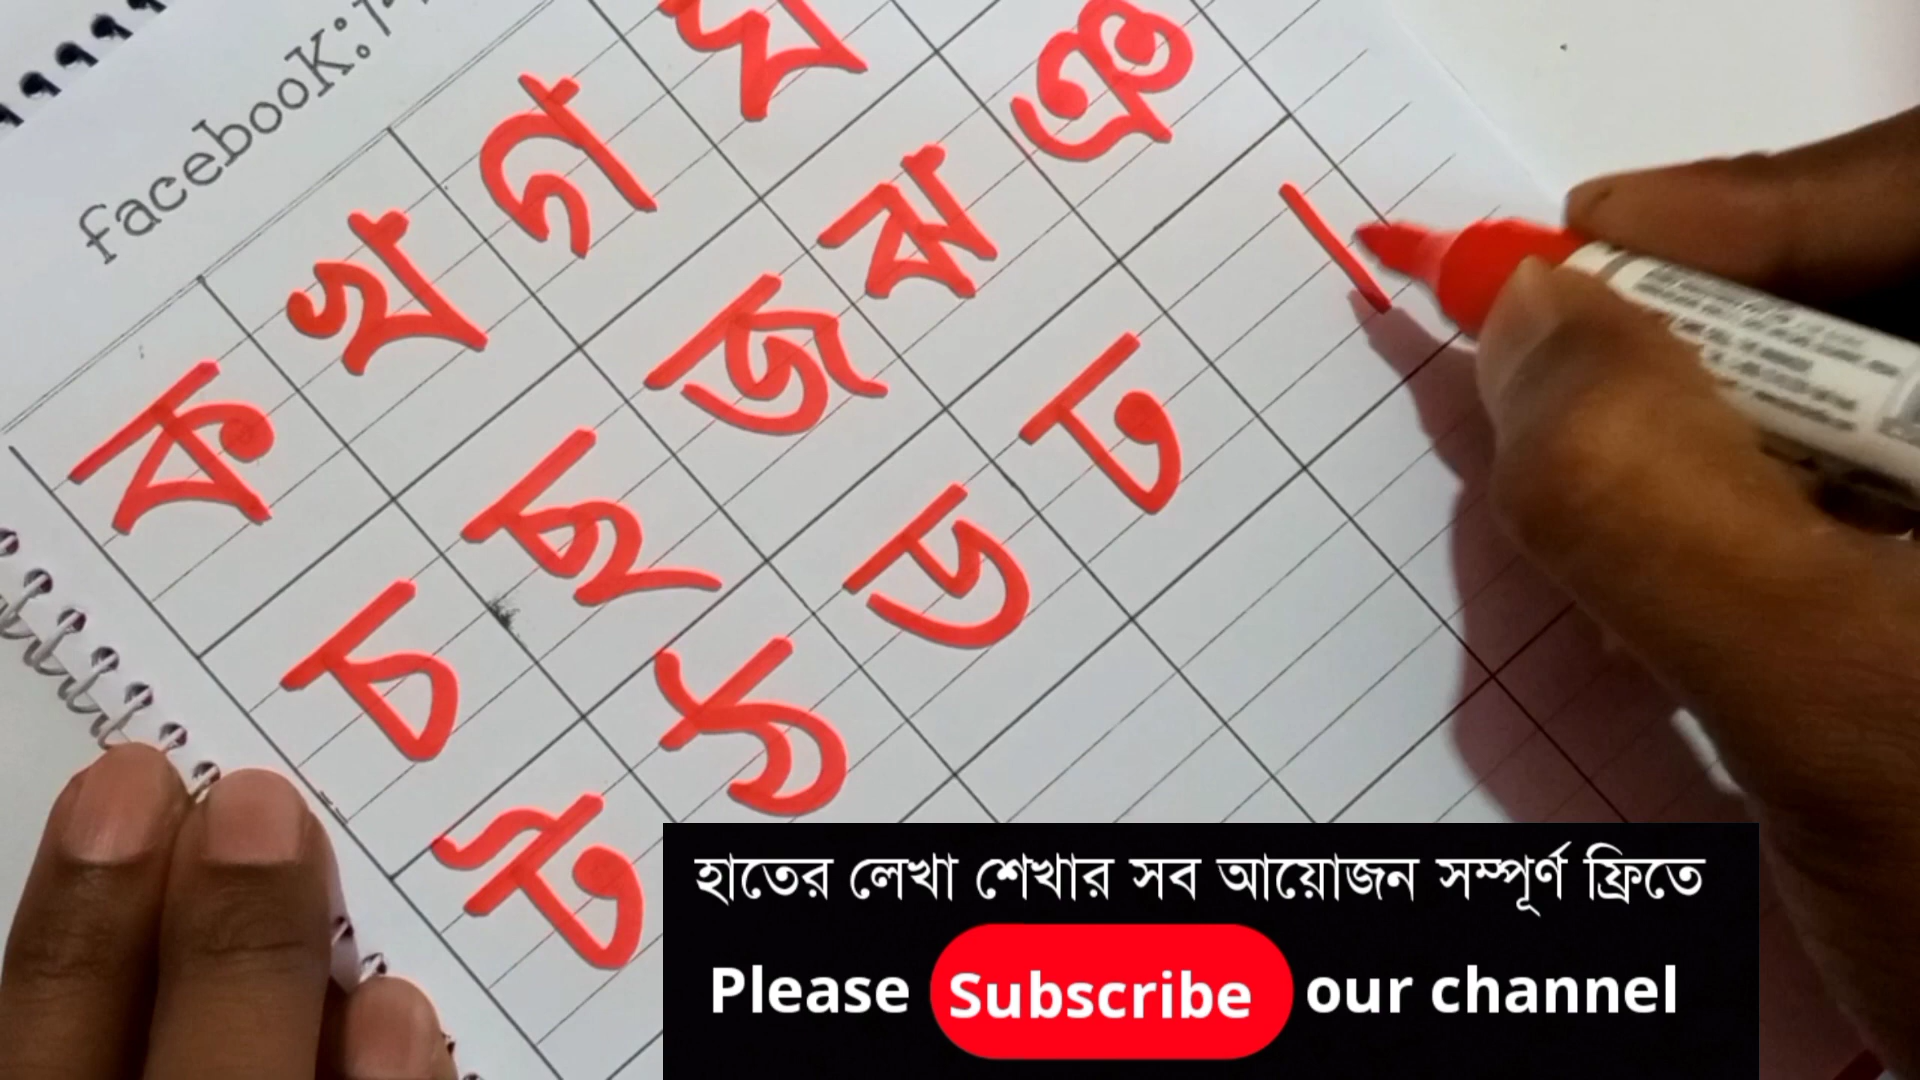 facebook:
ক খ গ ঘ
চ ছ জ ঝ ঞ
ট ঠ ড ঢ
হাতের লেখা শেখার সব আয়োজন সম্পূর্ণ ফ্রিতে
Please Subscribe our channel